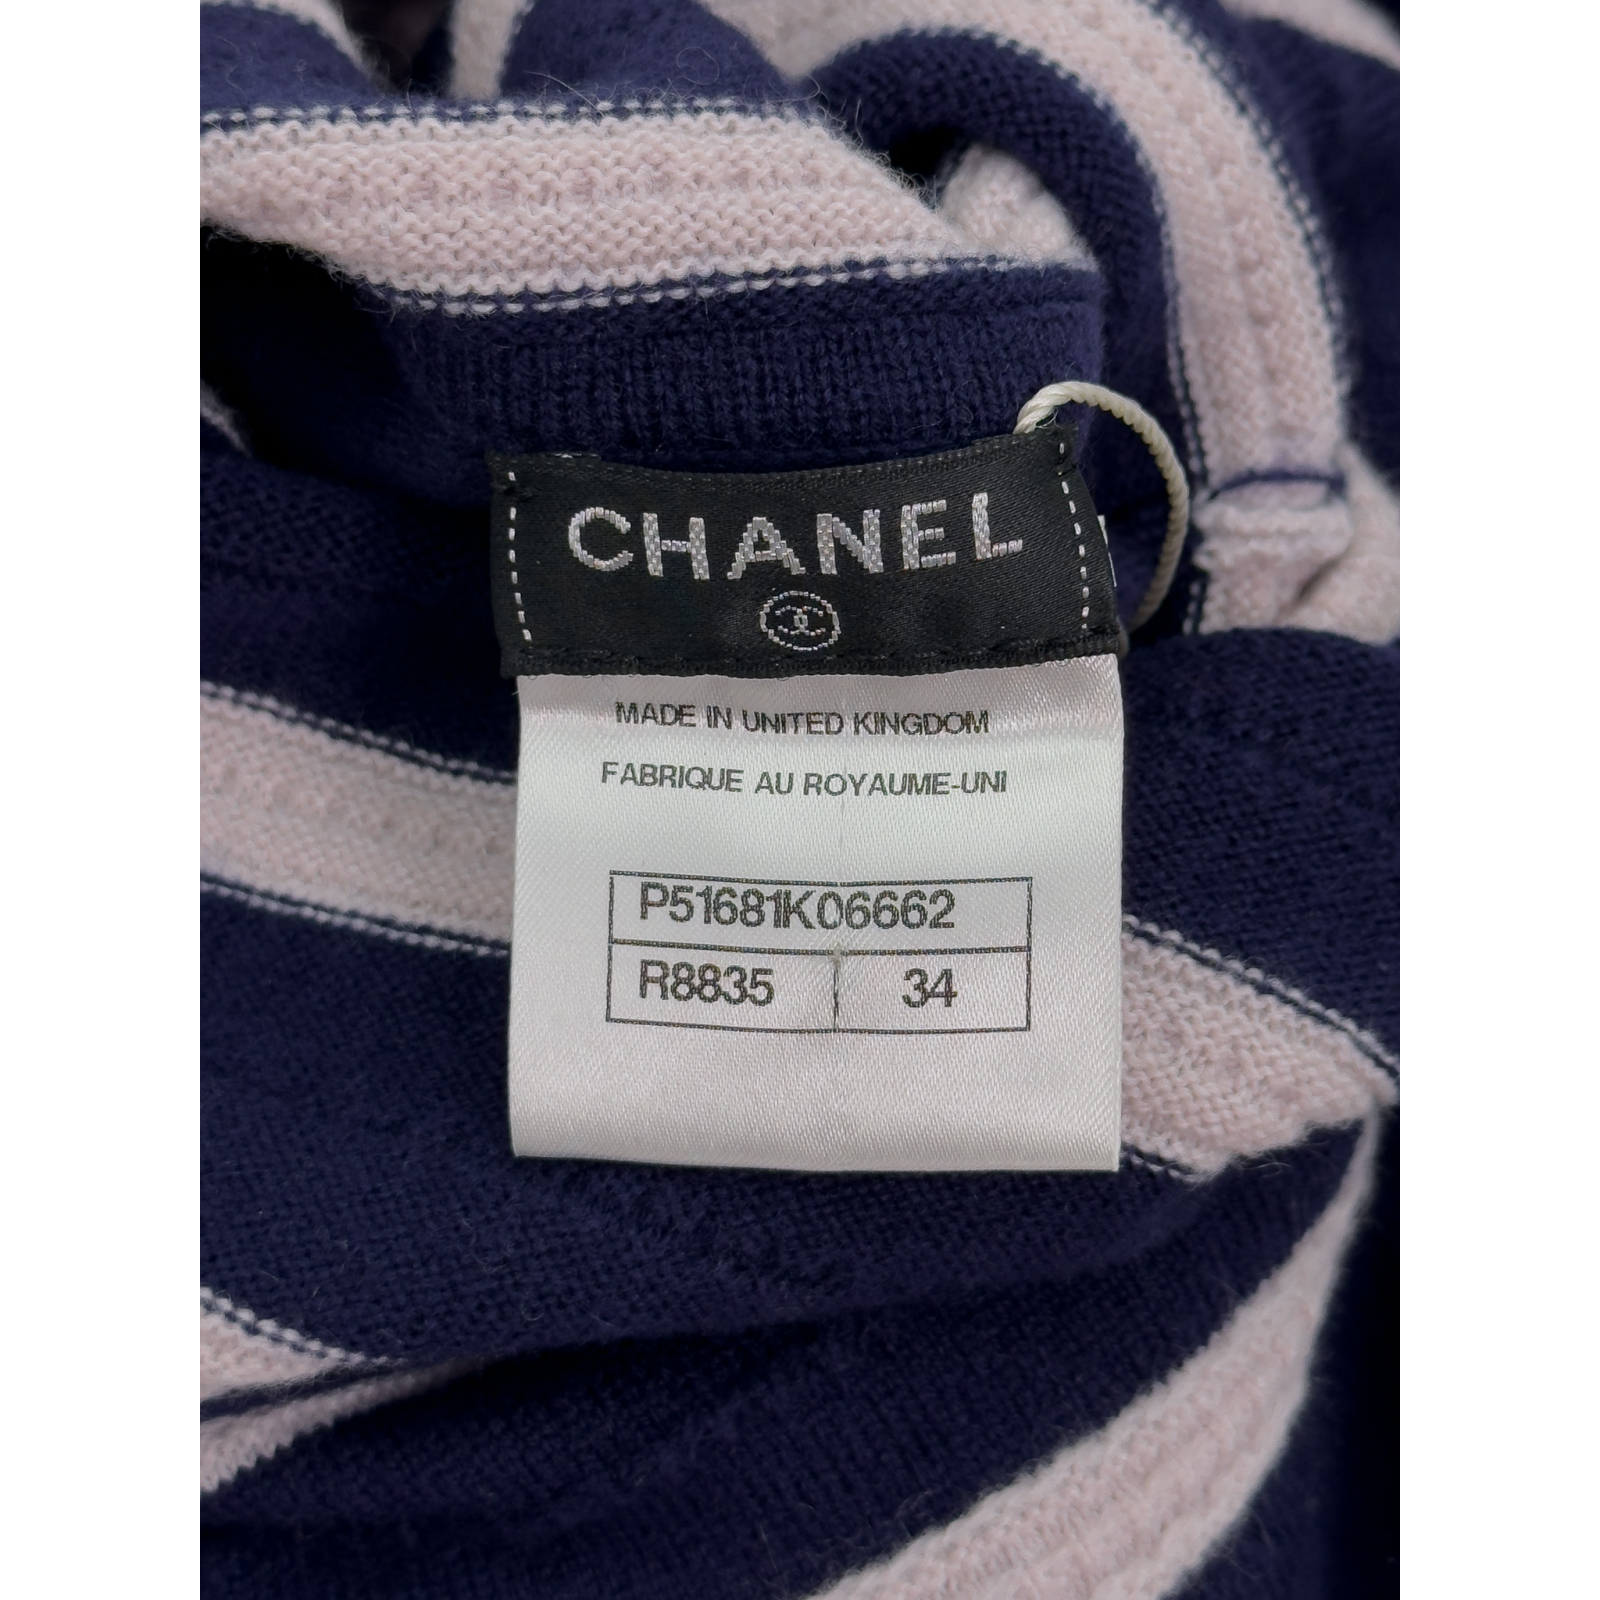 CHANEL
MADE IN UNITED KINGDOM
FABRIQUE AU ROYAUME-UNI
P51681K06662
R8835 34